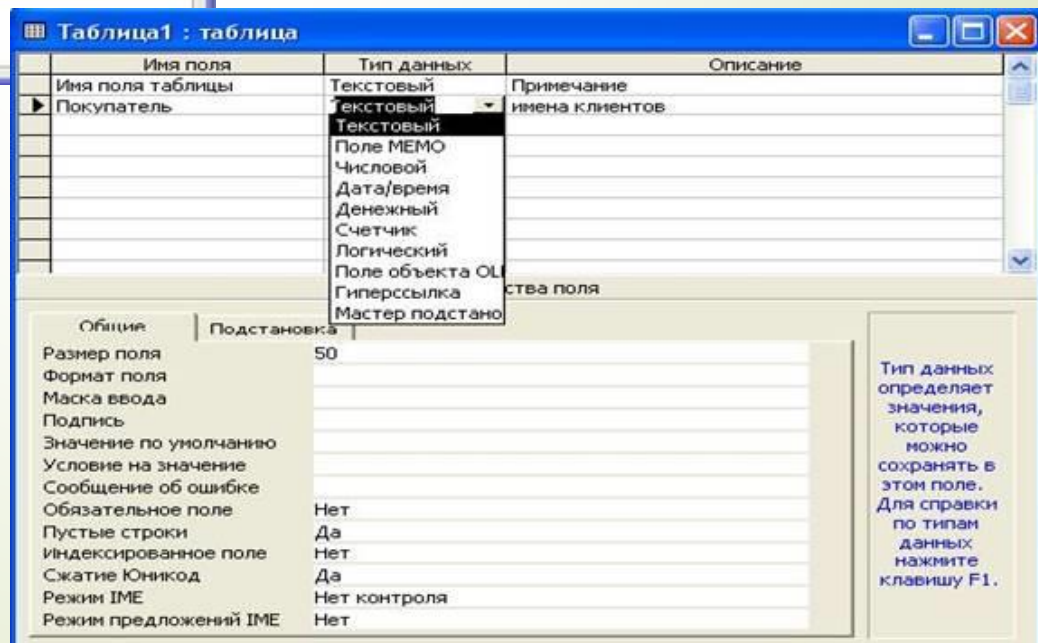 Таблица1 : таблица
Имя поля Тип данных Описание
Имя поля таблицы Текстовый Примечание
Покупатель Текстовый имена клиентов
Текстовый
Поле МЕМО
Числовой
Дата/время
Денежный
Счетчик
Логический
Поле объекта OL
Гиперссылка
Мастер подстано
ства поля
Общие Подстановка
Размер поля 50
Формат поля
Маска ввода
Подпись
Значение по умолчанию
Условие на значение
Сообщение об ошибке
Обязательное поле Нет
Пустые строки Да
Индексированное поле Нет
Сжатие Юникод Да
Режим IME Нет контроля
Режим предложений IME Нет
Тип данных
определяет
значения,
которые
можно
сохранять в
этом поле.
Для справки
по типам
данных
нажмите
клавишу F1.